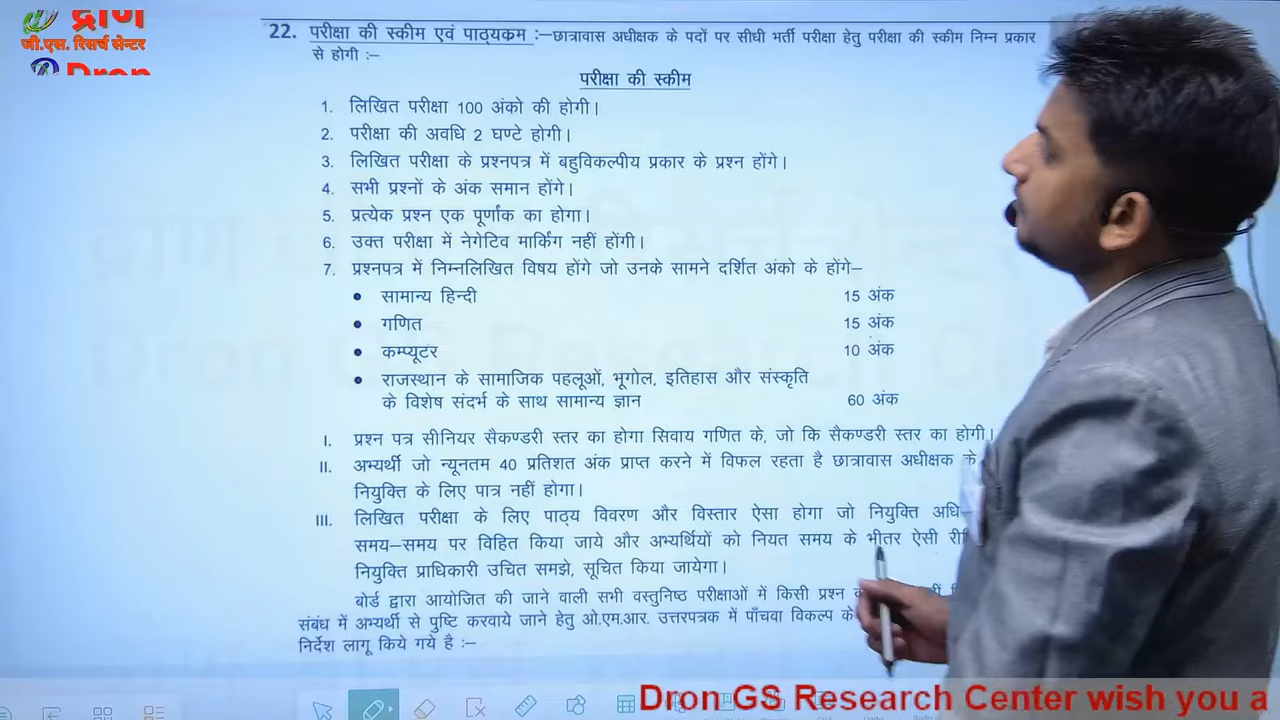 द्रोण
जी.एस. रिसर्च सेन्टर
Dron
22. परीक्षा की स्कीम एवं पाठ्यकम :–छात्रावास अधीक्षक के पदों पर सीधी भर्ती परीक्षा हेतु परीक्षा की स्कीम निम्न प्रकार
से होगी :–
परीक्षा की स्कीम
1. लिखित परीक्षा 100 अंको की होगी।
2. परीक्षा की अवधि 2 घण्टे होगी।
3. लिखित परीक्षा के प्रश्नपत्र में बहुविकल्पीय प्रकार के प्रश्न होंगे।
4. सभी प्रश्नों के अंक समान होंगे।
5. प्रत्येक प्रश्न एक पूर्णांक का होगा।
6. उक्त परीक्षा में नेगेटिव मार्किंग नहीं होंगी।
7. प्रश्नपत्र में निम्नलिखित विषय होंगे जो उनके सामने दर्शित अंको के होंगे–
• सामान्य हिन्दी 15 अंक
• गणित 15 अंक
• कम्प्यूटर 10 अंक
• राजस्थान के सामाजिक पहलूओं, भूगोल, इतिहास और संस्कृति
के विशेष संदर्भ के साथ सामान्य ज्ञान 60 अंक
I. प्रश्न पत्र सीनियर सैकण्डरी स्तर का होगा सिवाय गणित के, जो कि सैकण्डरी स्तर का होगी।
II. अभ्यर्थी जो न्यूनतम 40 प्रतिशत अंक प्राप्त करने में विफल रहता है छात्रावास अधीक्षक के
नियुक्ति के लिए पात्र नहीं होगा।
III. लिखित परीक्षा के लिए पाठ्य विवरण और विस्तार ऐसा होगा जो नियुक्ति अधि
समय–समय पर विहित किया जाये और अभ्यर्थियों को नियत समय के भीतर ऐसी
नियुक्ति प्राधिकारी उचित समझे, सूचित किया जायेगा।
बोर्ड द्वारा आयोजित की जाने वाली सभी वस्तुनिष्ठ परीक्षाओं में किसी प्रश्न
संबंध में अभ्यर्थी से पुष्टि करवाये जाने हेतु ओ.एम.आर. उत्तरपत्रक में पाँचवा विकल्प के
निर्देश लागू किये गये है :–
Dron GS Research Center wish you a